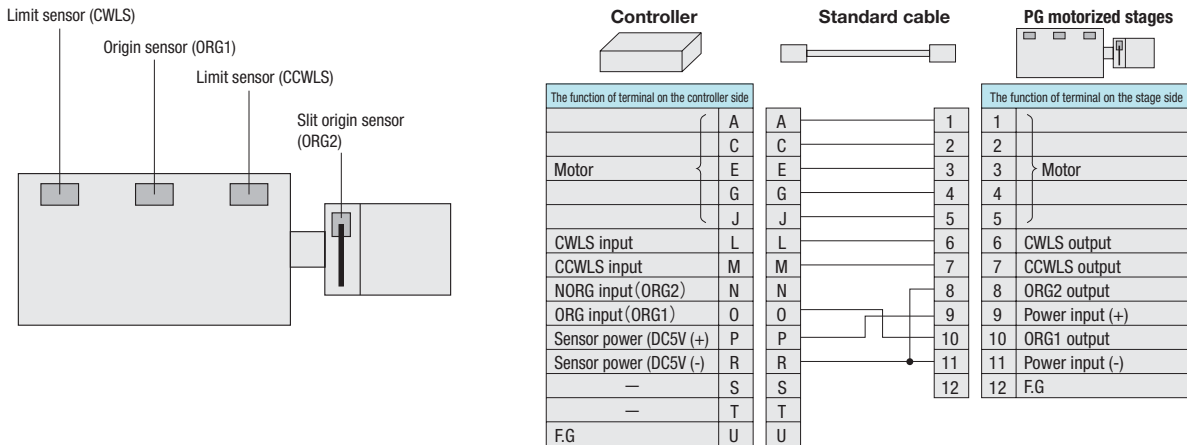 Limit sensor (CWLS)
Origin sensor (ORG1)
Limit sensor (CCWLS)
Slit origin sensor
(ORG2)
Controller
Standard cable
PG motorized stages
The function of terminal on the controller side
The function of terminal on the stage side
A A 1 1
C C 2 2
Motor E E 3 3 Motor
G G 4 4
J J 5 5
CWLS input L L 6 6 CWLS output
CCWLS input M M 7 7 CCWLS output
NORG input(ORG2) N N 8 8 ORG2 output
ORG input(ORG1) O O 9 9 Power input (+)
Sensor power (DC5V (+) P P 10 10 ORG1 output
Sensor power (DC5V (-) R R 11 11 Power input (-)
— S S 12 12 F.G
— T T
F.G U U